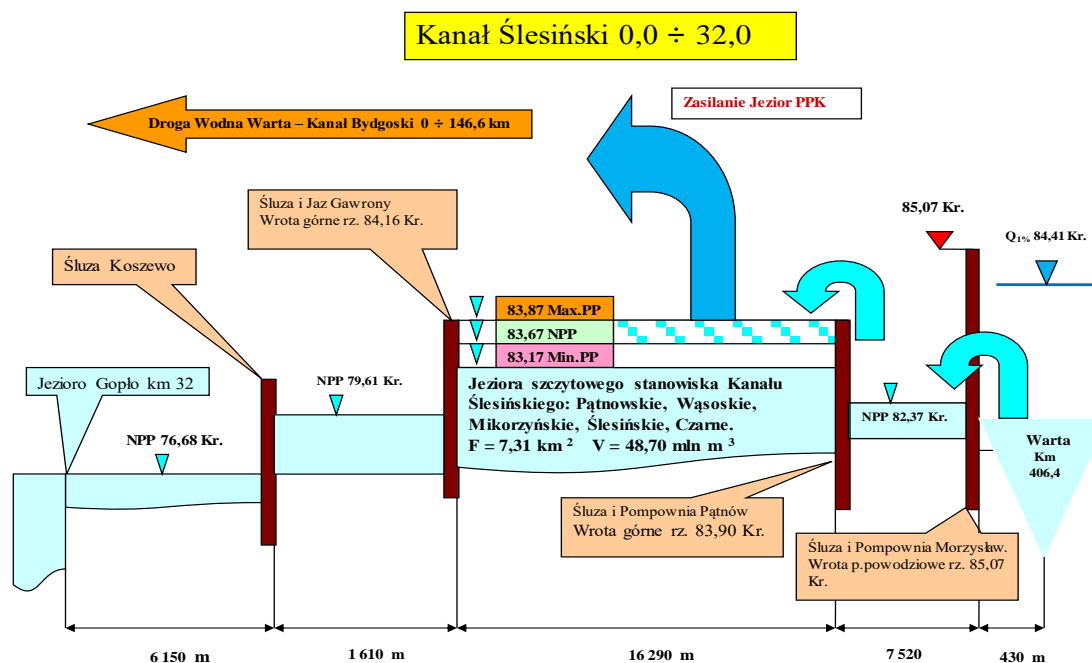 Kanał Ślesiński 0,0 ÷ 32,0
Zasilanie Jezior PPK
Droga Wodna Warta – Kanał Bydgoski 0 ÷ 146,6 km
Śluza i Jaz Gawrony
Wrota górne rz. 84,16 Kr.
85,07 Kr.
Q1% 84,41 Kr.
Śluza Koszewo
83,87 Max.PP
83,67 NPP
83,17 Min.PP
Jezioro Gopło km 32
NPP 79,61 Kr.
Jeziora szczytowego stanowiska Kanału
Ślesińskiego: Pątnowskie, Wąsoskie,
Mikorzyńskie, Ślesińskie, Czarne.
F = 7,31 km 2 V = 48,70 mln m 3
NPP 82,37 Kr.
NPP 76,68 Kr.
Warta
Km
406,4
Śluza i Pompownia Pątnów
Wrota górne rz. 83,90 Kr.
Śluza i Pompownia Morzysław.
Wrota p.powodziowe rz. 85,07
Kr.
6 150 m
1 610 m
16 290 m
7 520
430 m